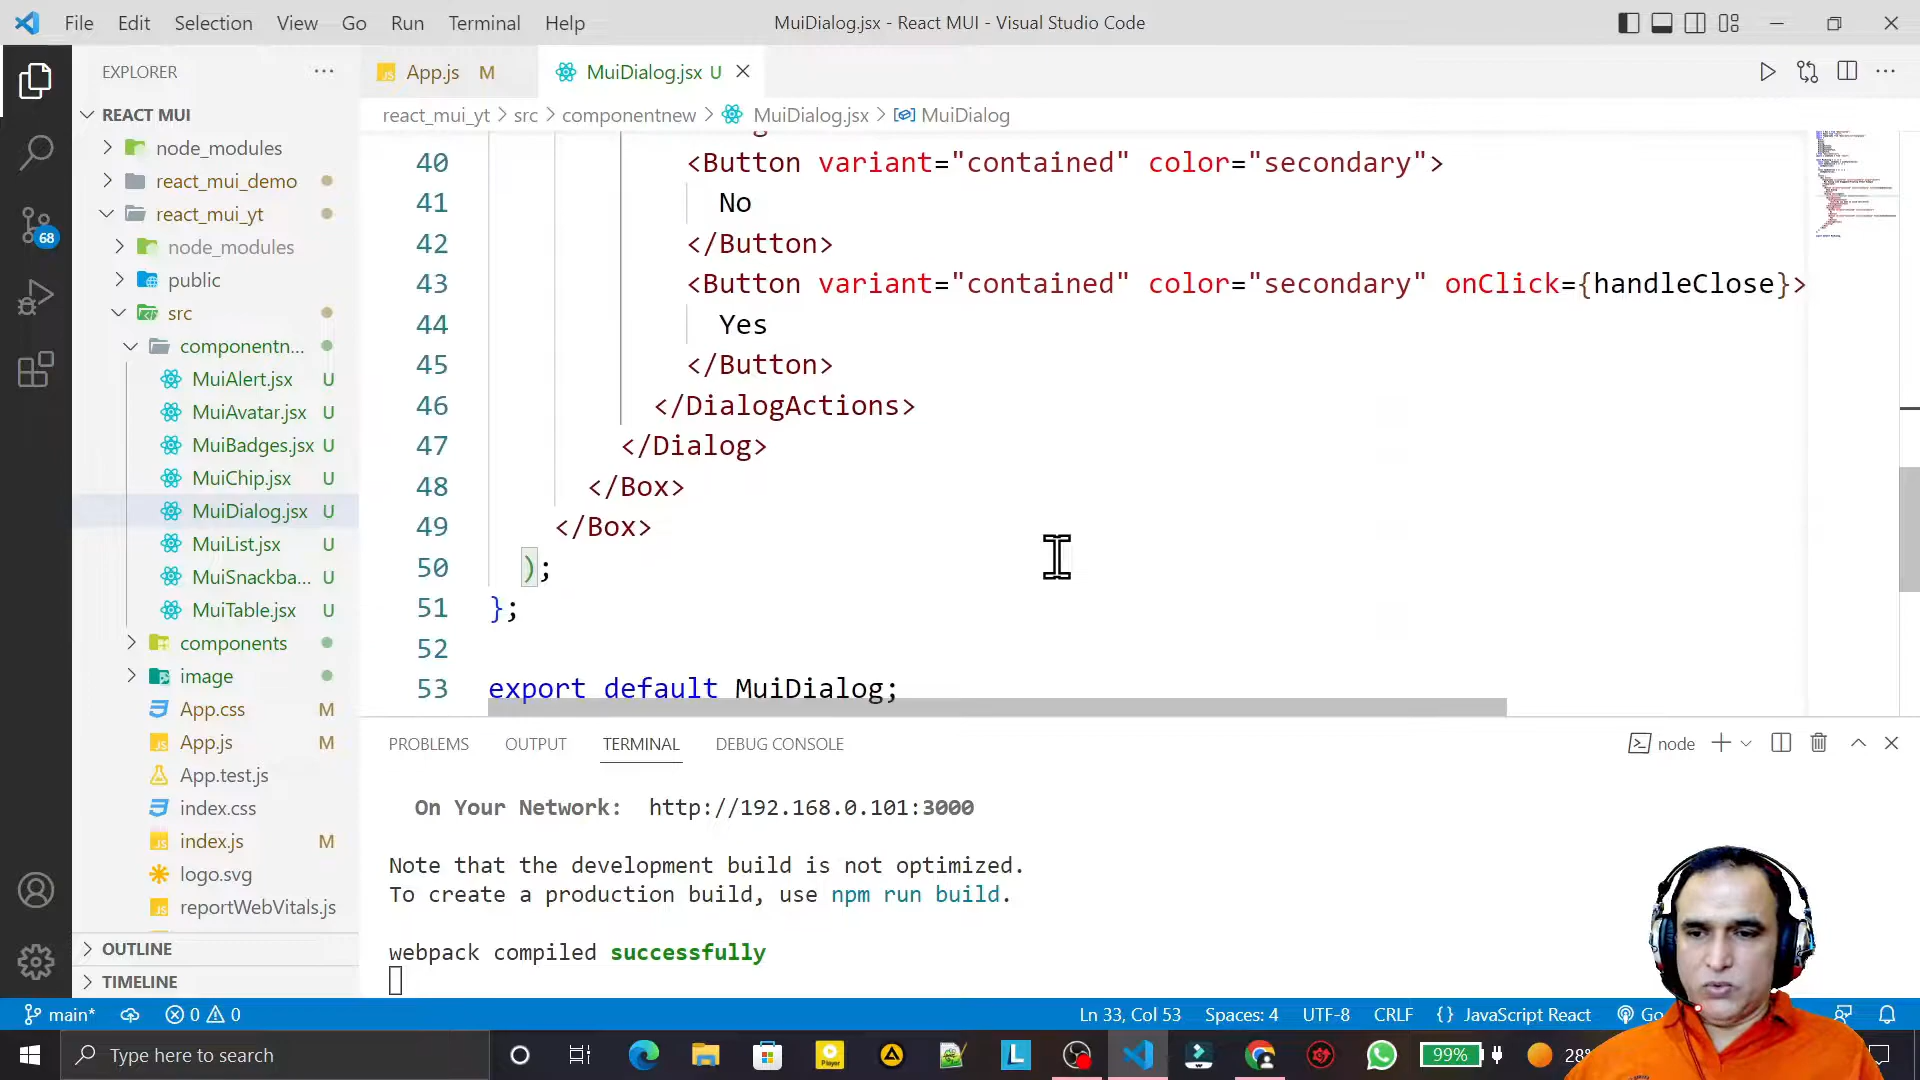 File Edit Selection View Go Run Terminal Help
MuiDialog.jsx - React MUI - Visual Studio Code
EXPLORER
REACT MUI
node_modules
react_mui_demo
react_mui_yt
node_modules
public
src
componentn...
MuiAlert.jsx U
MuiAvatar.jsx U
MuiBadges.jsx U
MuiChip.jsx U
MuiDialog.jsx U
MuiList.jsx U
MuiSnackba... U
MuiTable.jsx U
components
image
App.css M
App.js M
App.test.js
index.css
index.js M
logo.svg
reportWebVitals.js
OUTLINE
TIMELINE
68
App.js M
MuiDialog.jsx U
react_mui_yt > src > componentnew > MuiDialog.jsx > MuiDialog
40 <Button variant="contained" color="secondary">
41 No
42 </Button>
43 <Button variant="contained" color="secondary" onClick={handleClose}>
44 Yes
45 </Button>
46 </DialogActions>
47 </Dialog>
48 </Box>
49 </Box>
50 );
51 };
52
53 export default MuiDialog;
PROBLEMS OUTPUT TERMINAL DEBUG CONSOLE
node
On Your Network: http://192.168.0.101:3000
Note that the development build is not optimized.
To create a production build, use npm run build.
webpack compiled successfully
main* 0 0
Ln 33, Col 53 Spaces: 4 UTF-8 CRLF {} JavaScript React Go
Type here to search
Player
L
99%
28°